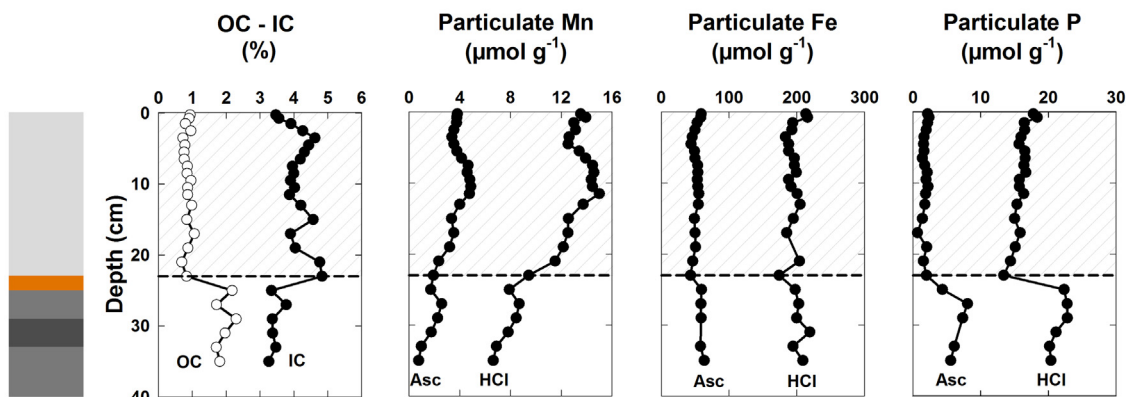 OC - IC
(%)
0 1 2 3 4 5 6
Particulate Mn
(µmol g⁻¹)
0 4 8 12 16
Particulate Fe
(µmol g⁻¹)
0 100 200 300
Particulate P
(µmol g⁻¹)
0 10 20 30
Depth (cm)
0
10
20
30
40
OC
IC
Asc
HCl
Asc
HCl
Asc
HCl